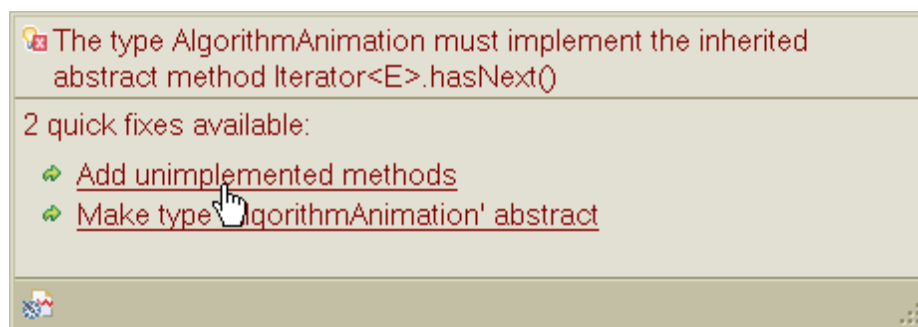 The type AlgorithmAnimation must implement the inherited
abstract method Iterator<E>.hasNext()
2 quick fixes available:
Add unimplemented methods
Make type 'AlgorithmAnimation' abstract